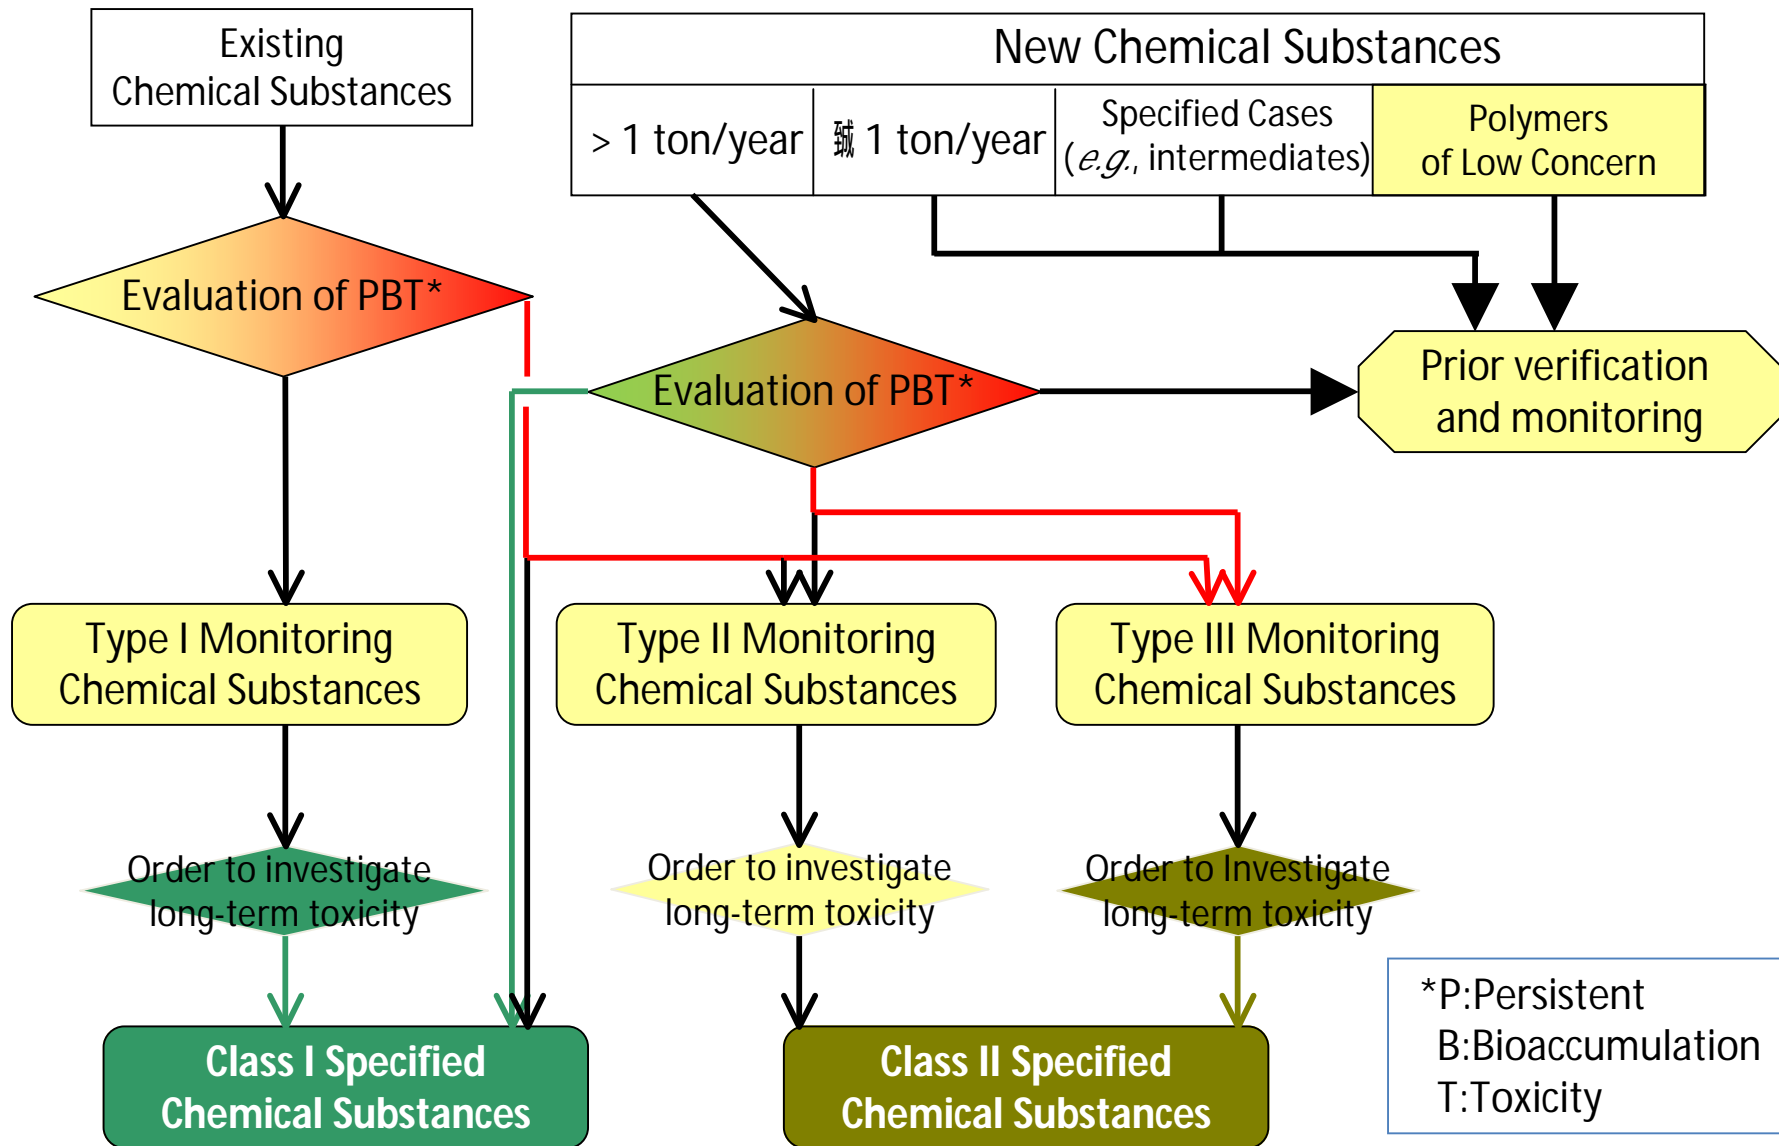 Existing
Chemical Substances
New Chemical Substances
> 1 ton/year
1 ton/year
Specified Cases
(e.g., intermediates)
Polymers
of Low Concern
Evaluation of PBT*
Evaluation of PBT*
Prior verification
and monitoring
Type I Monitoring
Chemical Substances
Type II Monitoring
Chemical Substances
Type III Monitoring
Chemical Substances
Order to investigate
long-term toxicity
Order to investigate
long-term toxicity
Order to Investigate
long-term toxicity
Class I Specified
Chemical Substances
Class II Specified
Chemical Substances
*P:Persistent
B:Bioaccumulation
T:Toxicity